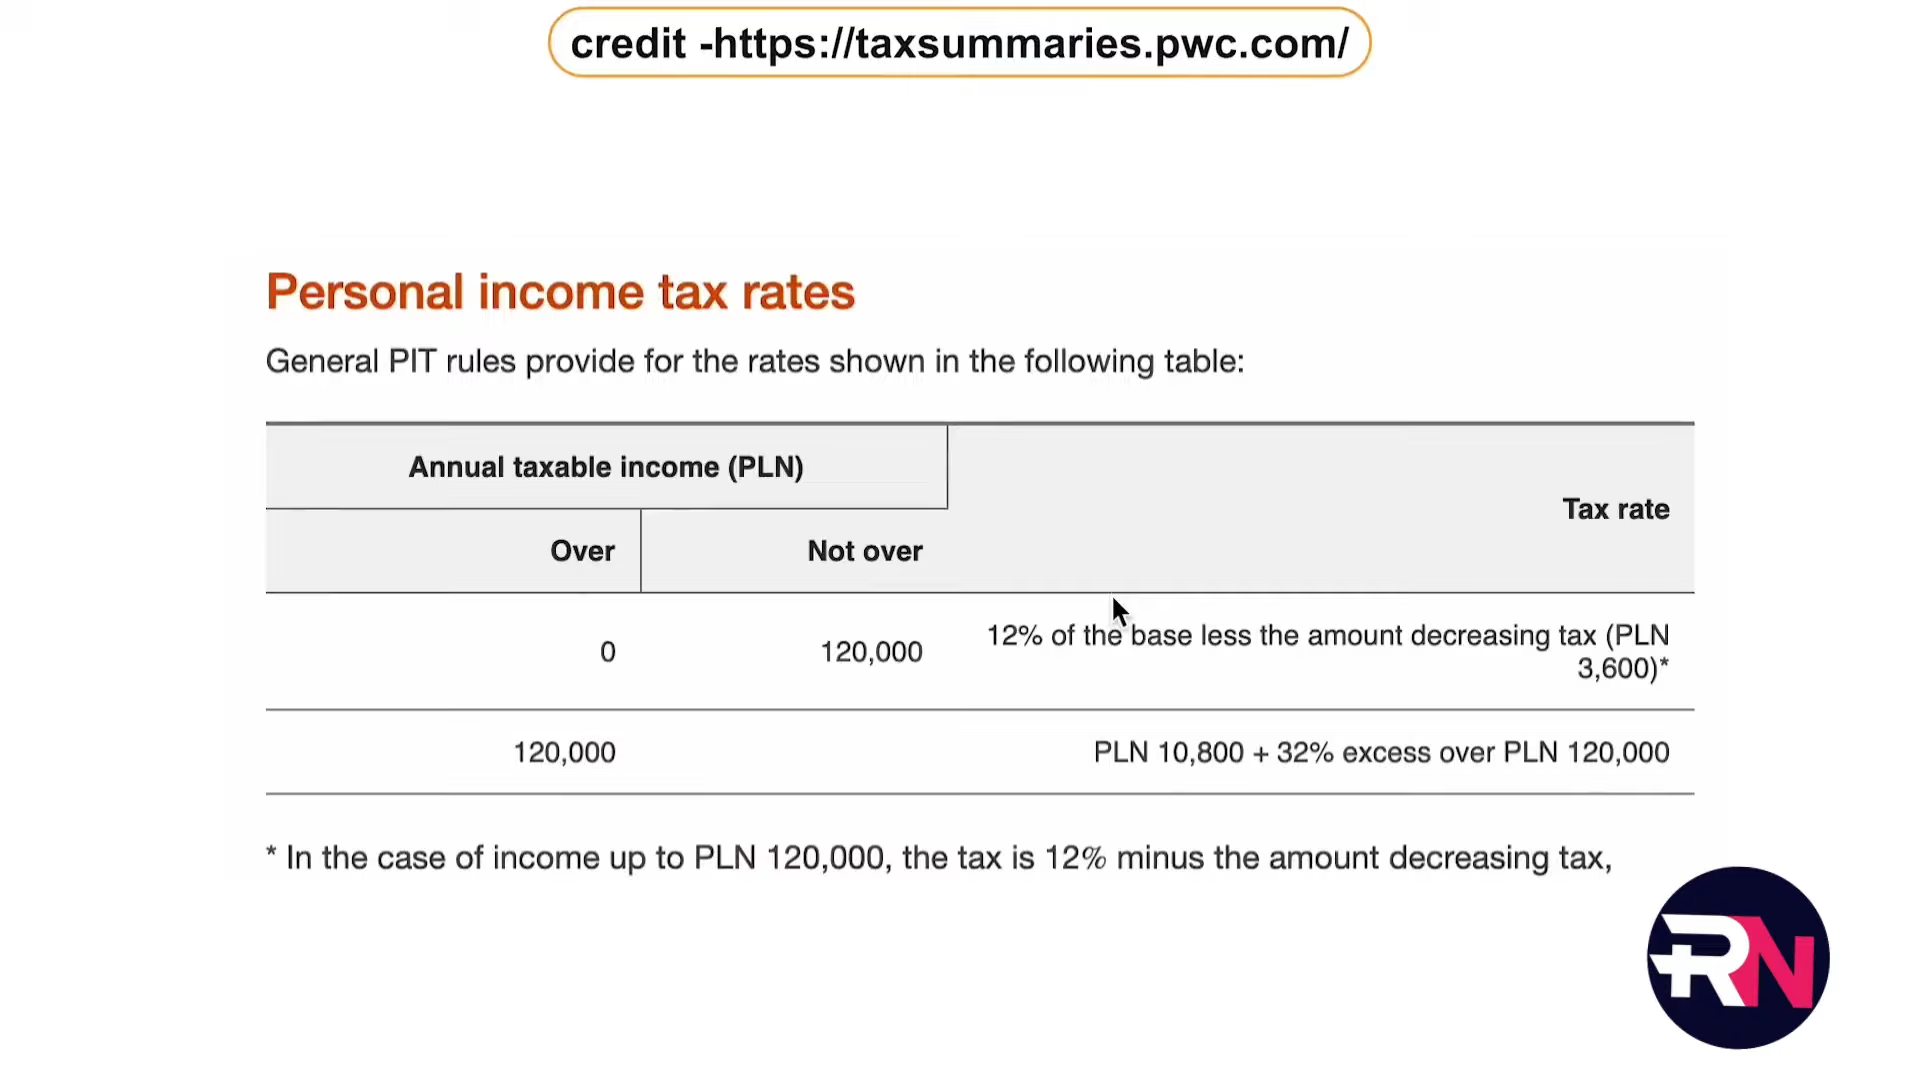 credit -https://taxsummaries.pwc.com/
Personal income tax rates
General PIT rules provide for the rates shown in the following table:
Annual taxable income (PLN)
Tax rate
Over
Not over
0
120,000
12% of the base less the amount decreasing tax (PLN
3,600)*
120,000
PLN 10,800 + 32% excess over PLN 120,000
* In the case of income up to PLN 120,000, the tax is 12% minus the amount decreasing tax,
RN